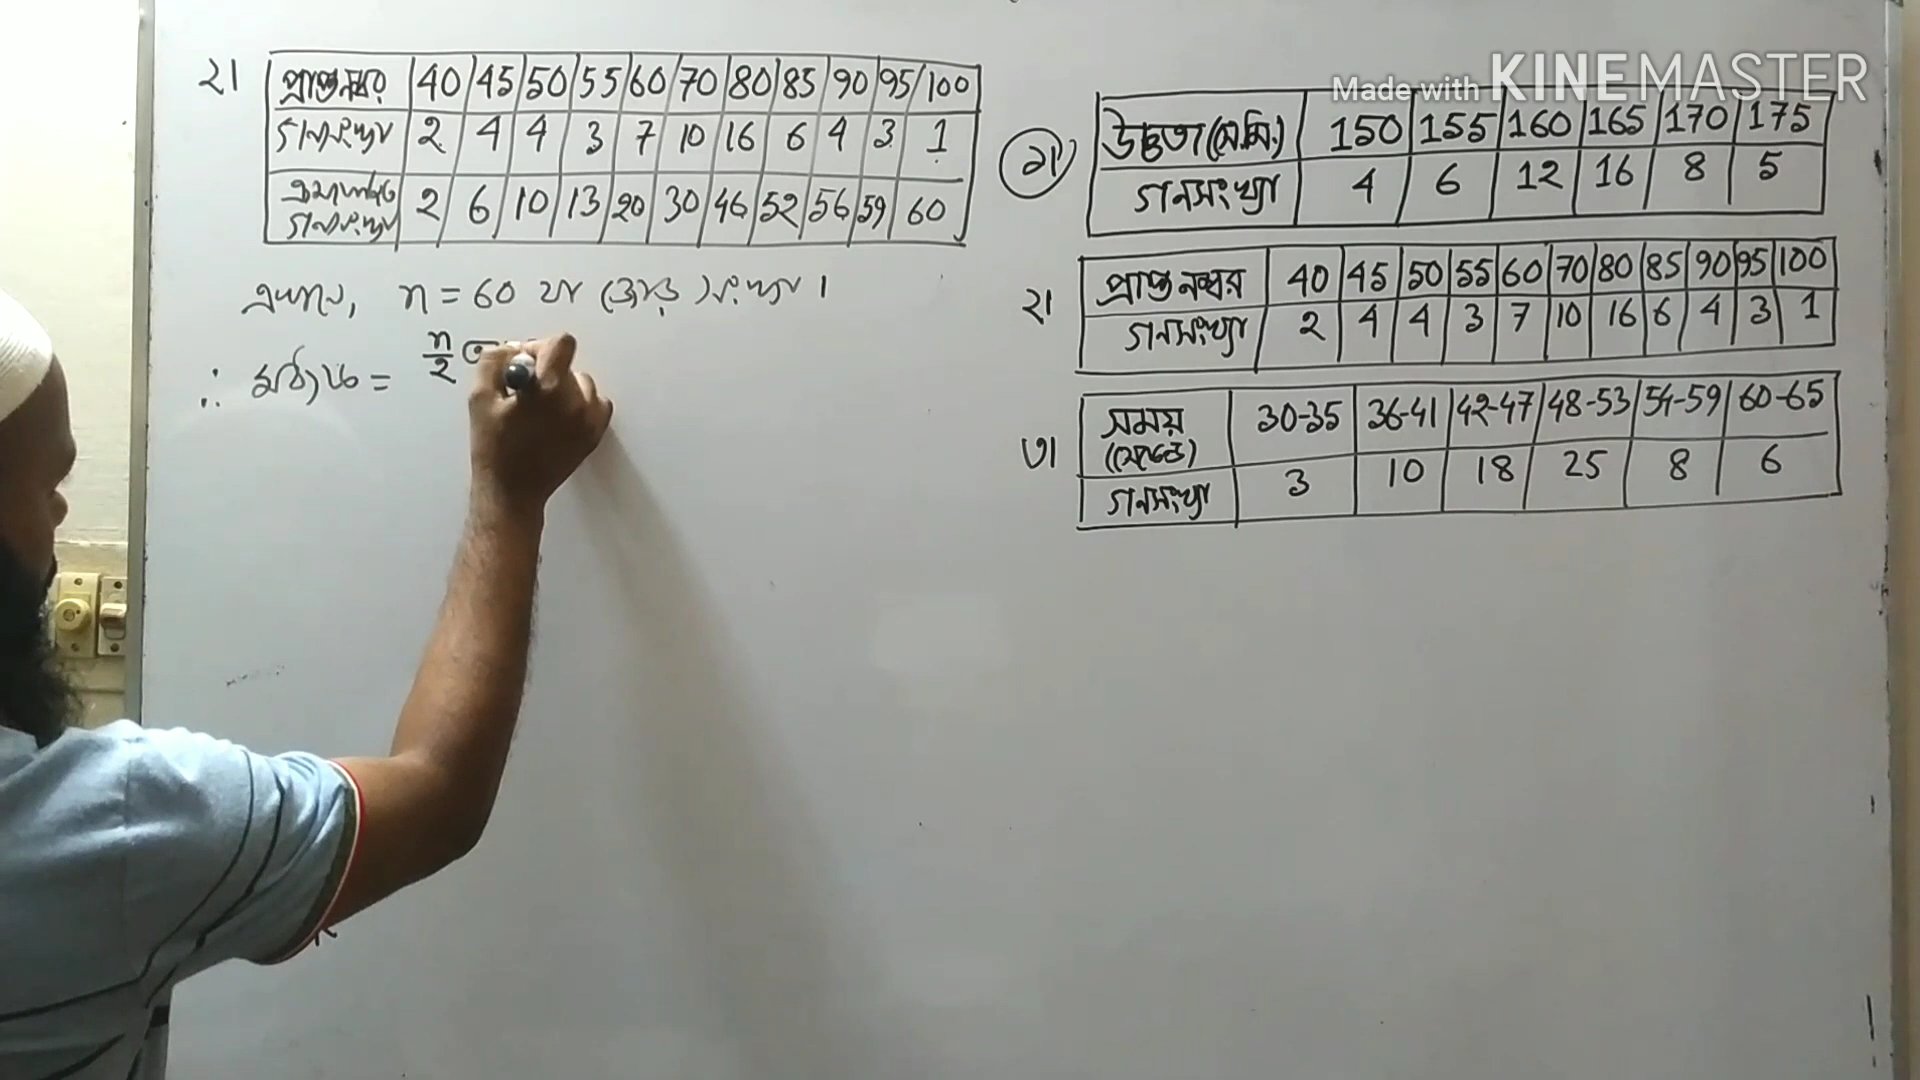 Made with KINEMASTER
২। প্রাপ্ত নম্বর 40 45 50 55 60 70 80 85 90 95 100
গনসংখ্যা 2 4 4 3 7 10 16 6 4 3 1
ক্রমযোজিত গনসংখ্যা 2 6 10 13 20 30 46 52 56 59 60
এখানে, n = 60 যা জোড় সংখ্যা।
∴ মধ্যক = n/2
১। উচ্চতা (সে.মি.) 150 155 160 165 170 175
গনসংখ্যা 4 6 12 16 8 5
২। প্রাপ্ত নম্বর 40 45 50 55 60 70 80 85 90 95 100
গনসংখ্যা 2 4 4 3 7 10 16 6 4 3 1
৩। সময় (সেকেন্ড) 30-35 36-41 42-47 48-53 54-59 60-65
গনসংখ্যা 3 10 18 25 8 6